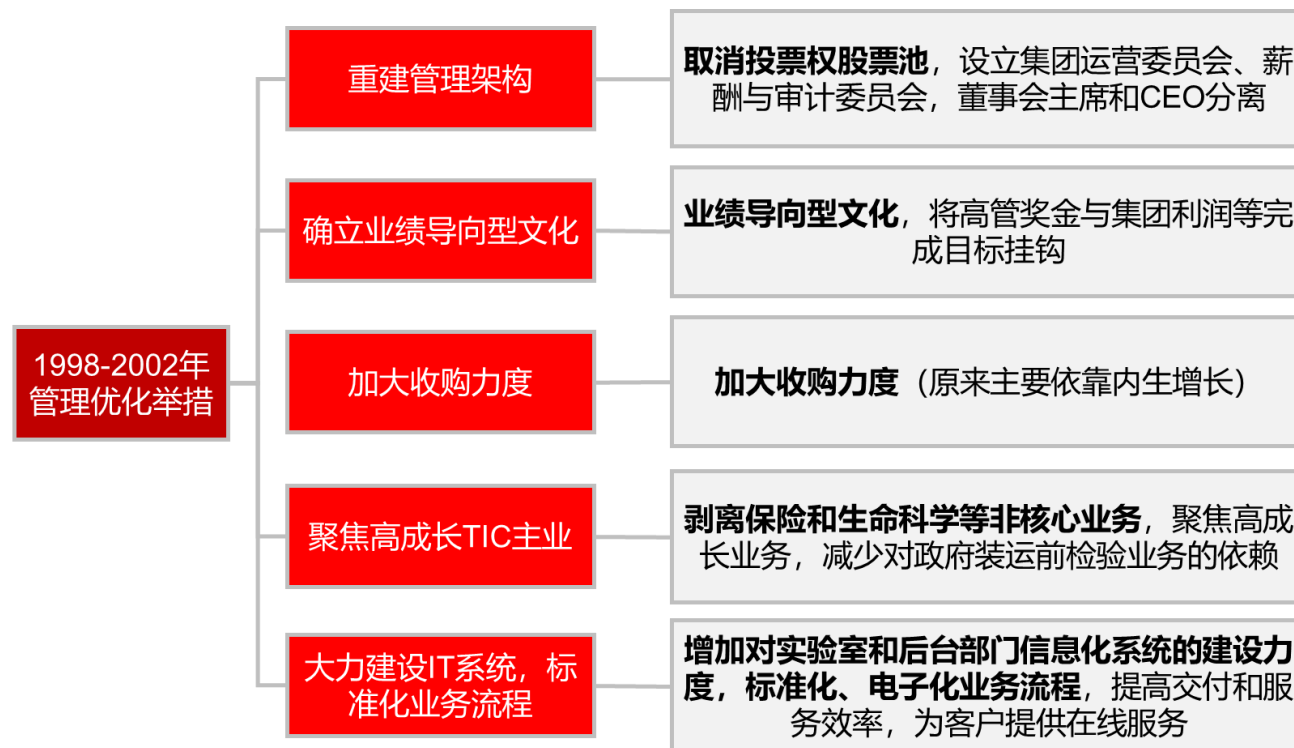 1998-2002年
管理优化举措
重建管理架构
取消投票权股票池，设立集团运营委员会、薪
酬与审计委员会，董事会主席和CEO分离
确立业绩导向型文化
业绩导向型文化，将高管奖金与集团利润等完
成目标挂钩
加大收购力度
加大收购力度（原来主要依靠内生增长）
聚焦高成长TIC主业
剥离保险和生命科学等非核心业务，聚焦高成
长业务，减少对政府装运前检验业务的依赖
大力建设IT系统，标
准化业务流程
增加对实验室和后台部门信息化系统的建设力
度，标准化、电子化业务流程，提高交付和服
务效率，为客户提供在线服务